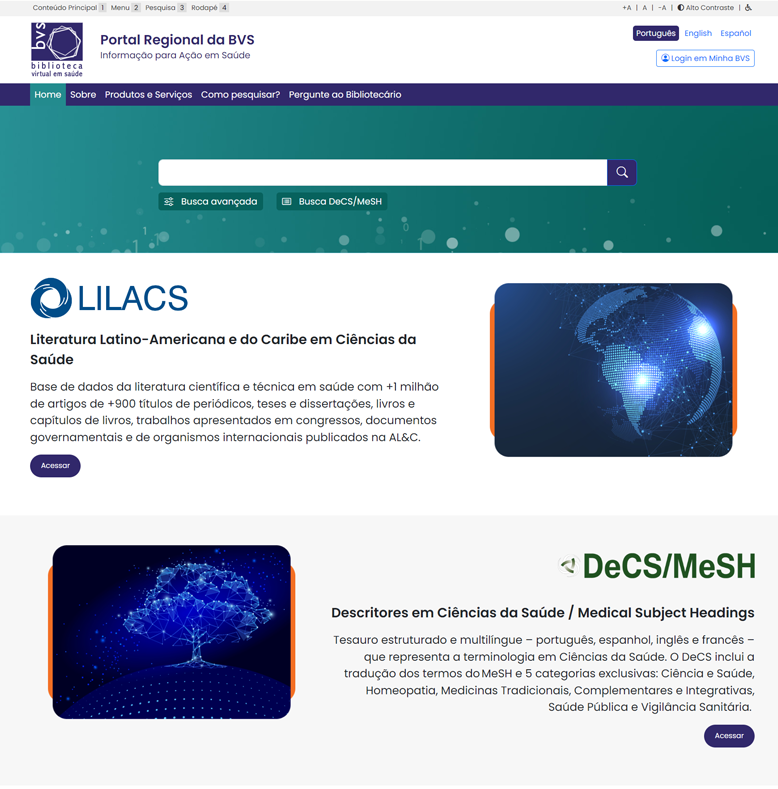 Conteúdo Principal 1 Menu 2 Pesquisa 3 Rodapé 4
+A | A | -A | Alto Contraste |
bvs
biblioteca
virtual em saúde
Portal Regional da BVS
Informação para Ação em Saúde
Português English Español
Login em Minha BVS
Home Sobre Produtos e Serviços Como pesquisar? Pergunte ao Bibliotecário
Busca avançada Busca DeCS/MeSH
LILACS
Literatura Latino-Americana e do Caribe em Ciências da
Saúde
Base de dados da literatura científica e técnica em saúde com +1 milhão
de artigos de +900 títulos de periódicos, teses e dissertações, livros e
capítulos de livros, trabalhos apresentados em congressos, documentos
governamentais e de organismos internacionais publicados na AL&C.
Acessar
DeCS/MeSH
Descritores em Ciências da Saúde / Medical Subject Headings
Tesauro estruturado e multilíngue – português, espanhol, inglês e francês –
que representa a terminologia em Ciências da Saúde. O DeCS inclui a
tradução dos termos do MeSH e 5 categorias exclusivas: Ciência e Saúde,
Homeopatia, Medicinas Tradicionais, Complementares e Integrativas,
Saúde Pública e Vigilância Sanitária.
Acessar